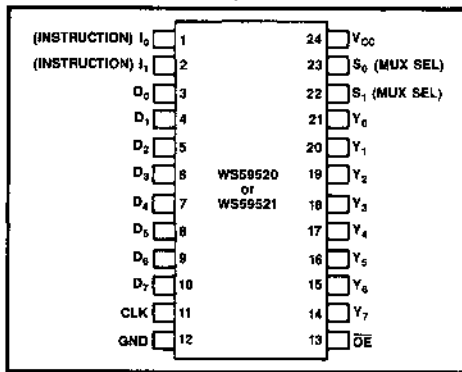 (INSTRUCTION) I₀ 1 24 V_CC
(INSTRUCTION) I₁ 2 23 S₀ (MUX SEL)
D₀ 3 22 S₁ (MUX SEL)
D₁ 4 21 Y₀
D₂ 5 20 Y₁
D₃ 6 WS59520 19 Y₂
or
D₄ 7 WS59521 18 Y₃
D₅ 8 17 Y₄
D₆ 9 16 Y₅
D₇ 10 15 Y₆
CLK 11 14 Y₇
GND 12 13 O̅E̅